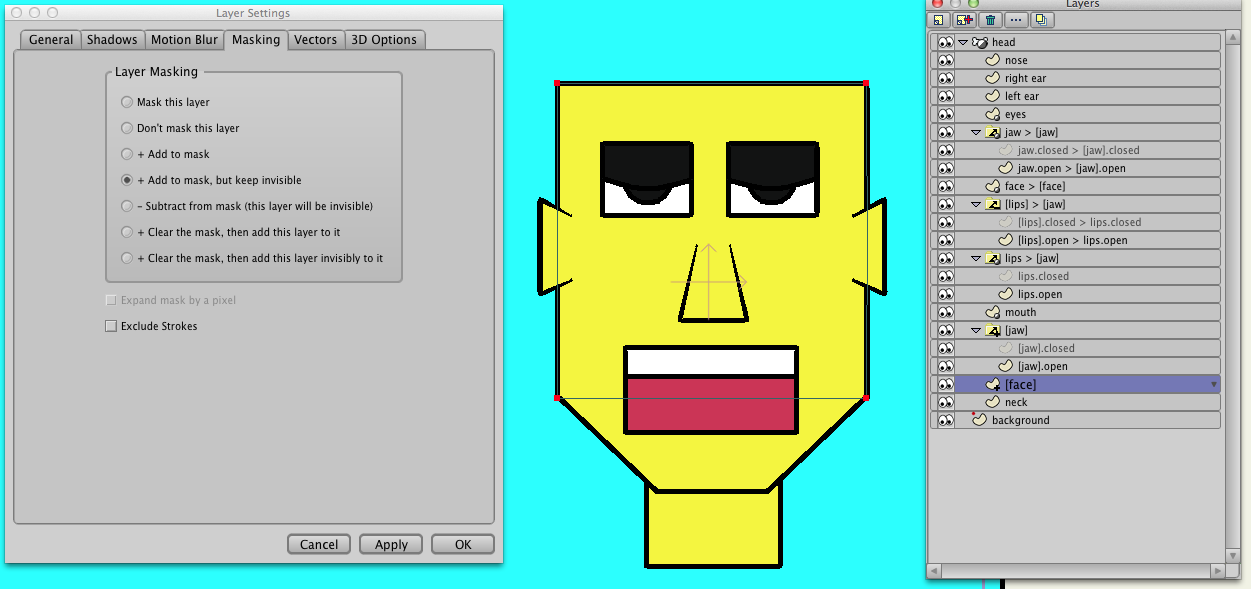 Layer Settings
General Shadows Motion Blur Masking Vectors 3D Options
Layer Masking
Mask this layer
Don't mask this layer
+ Add to mask
+ Add to mask, but keep invisible
− Subtract from mask (this layer will be invisible)
+ Clear the mask, then add this layer to it
+ Clear the mask, then add this layer invisibly to it
Expand mask by a pixel
Exclude Strokes
Cancel Apply OK
Layers
head
nose
right ear
left ear
eyes
jaw > [jaw]
jaw.closed > [jaw].closed
jaw.open > [jaw].open
face > [face]
[lips] > [jaw]
[lips].closed > lips.closed
[lips].open > lips.open
lips > [jaw]
lips.closed
lips.open
mouth
[jaw]
[jaw].closed
[jaw].open
[face]
neck
background